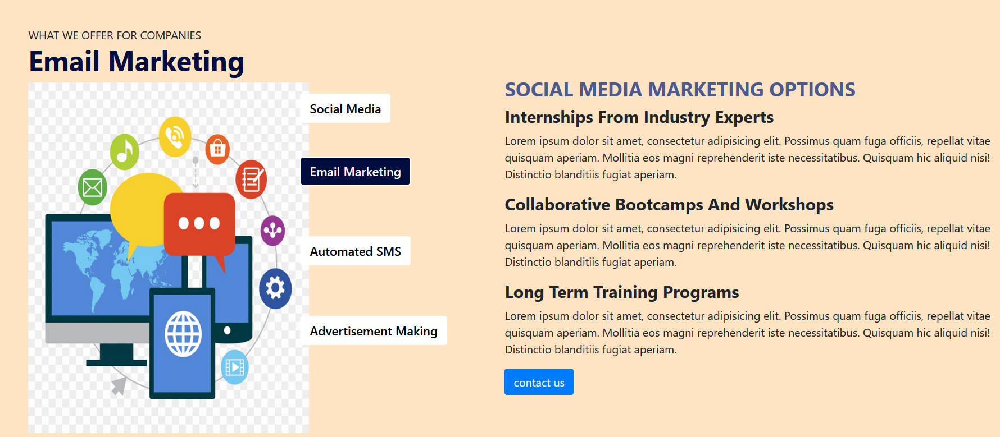 WHAT WE OFFER FOR COMPANIES
Email Marketing
Social Media
Email Marketing
Automated SMS
Advertisement Making
SOCIAL MEDIA MARKETING OPTIONS
Internships From Industry Experts
Lorem ipsum dolor sit amet, consectetur adipisicing elit. Possimus quam fuga officiis, repellat vitae
quisquam aperiam. Mollitia eos magni reprehenderit iste necessitatibus. Quisquam hic aliquid nisi!
Distinctio blanditiis fugiat aperiam.
Collaborative Bootcamps And Workshops
Lorem ipsum dolor sit amet, consectetur adipisicing elit. Possimus quam fuga officiis, repellat vitae
quisquam aperiam. Mollitia eos magni reprehenderit iste necessitatibus. Quisquam hic aliquid nisi!
Distinctio blanditiis fugiat aperiam.
Long Term Training Programs
Lorem ipsum dolor sit amet, consectetur adipisicing elit. Possimus quam fuga officiis, repellat vitae
quisquam aperiam. Mollitia eos magni reprehenderit iste necessitatibus. Quisquam hic aliquid nisi!
Distinctio blanditiis fugiat aperiam.
contact us